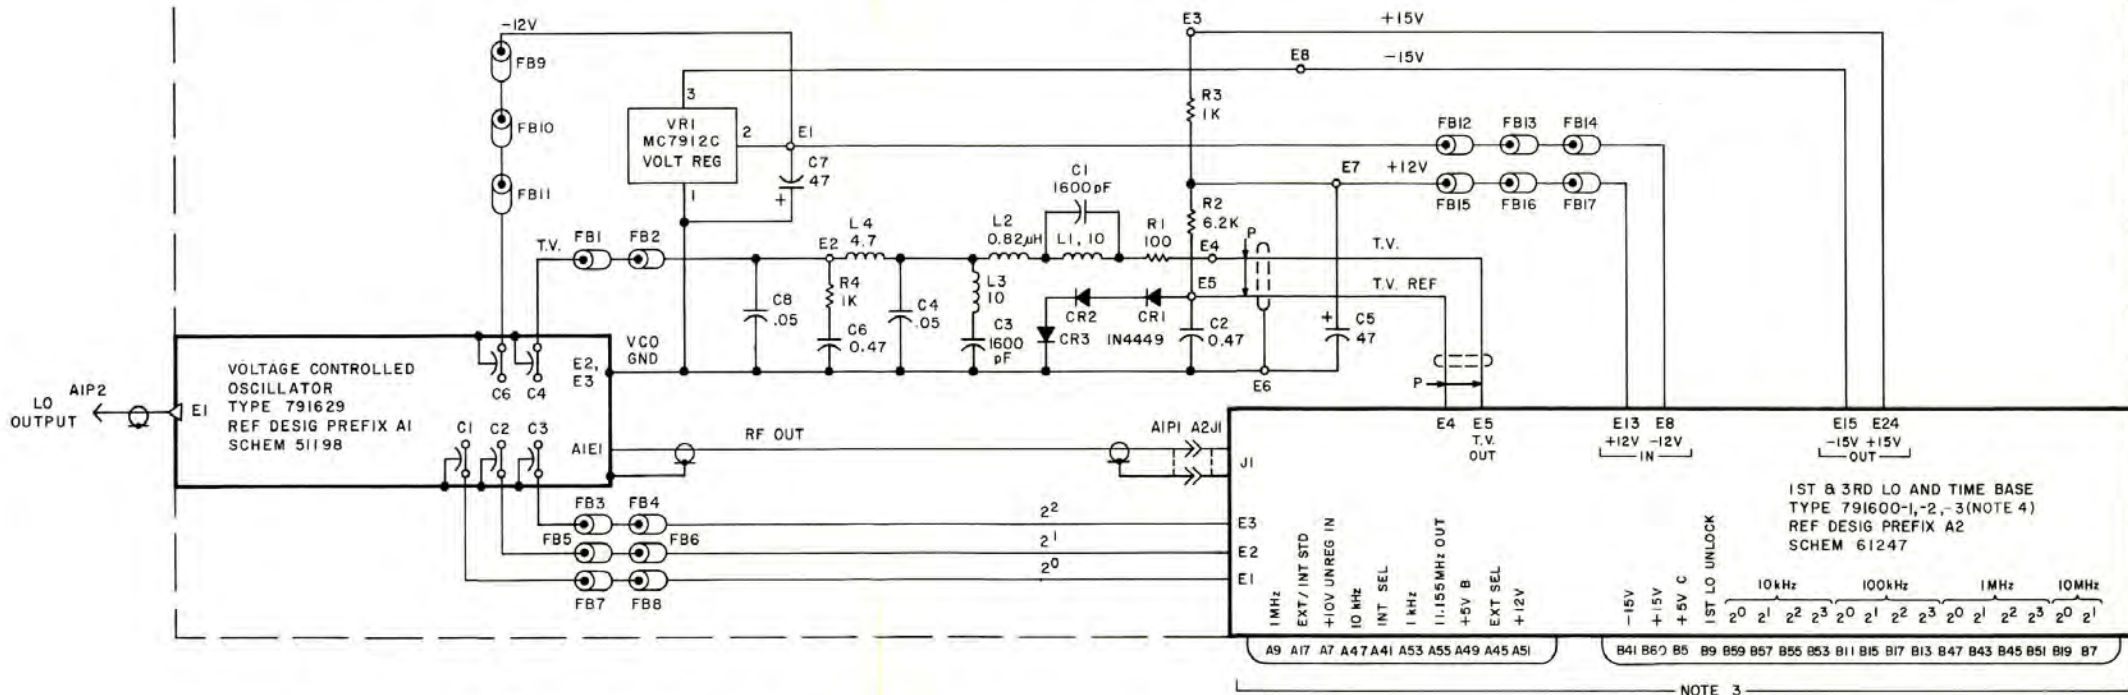 -12V
FB9
FB10
FB11
E3
+15V
E8
-15V
3
VR1
MC7912C
VOLT REG
2
E1
1
C7
47
+
R3
1K
FB12 FB13 FB14
E7
+12V
FB15 FB16 FB17
C1
1600pF
R2
6.2K
T.V.
FB1 FB2
E2
L4
4.7
L2
0.82µH
L1, 10
R1
100
E4
P
T.V.
E5
T.V. REF
C8
.05
R4
1K
C6
0.47
C4
.05
L3
10
C3
1600
pF
CR2
CR1
CR3
1N4449
C2
0.47
+
C5
47
E6
P
VCO
GND
E2,
E3
VOLTAGE CONTROLLED
OSCILLATOR
TYPE 791629
REF DESIG PREFIX A1
SCHEM 51198
C6 C4
C1 C2 C3
A1E1
E1
A1P2
LO
OUTPUT
RF OUT
A1P1 A2J1
J1
FB3 FB4
FB5 FB6
FB7 FB8
2²
2¹
2⁰
E3
E2
E1
E4 E5
T.V.
OUT
E13 E8
+12V -12V
IN
E15 E24
-15V +15V
OUT
1ST & 3RD LO AND TIME BASE
TYPE 791600-1,-2,-3(NOTE 4)
REF DESIG PREFIX A2
SCHEM 61247
1MHz
EXT/INT STD
+10V UNREG IN
10 kHz
INT SEL
1 kHz
11.155MHz OUT
+5V B
EXT SEL
+12V
-15V
+15V
+5V C
1ST LO UNLOCK
10kHz 100kHz 1MHz 10MHz
2⁰ 2¹ 2² 2³ 2⁰ 2¹ 2² 2³ 2⁰ 2¹ 2² 2³ 2⁰ 2¹
A9 A17 A7 A47 A41 A53 A55 A49 A45 A51
B41 B60 B5 B9 B59 B57 B55 B53 B11 B15 B17 B13 B47 B43 B45 B51 B19 B7
NOTE 3